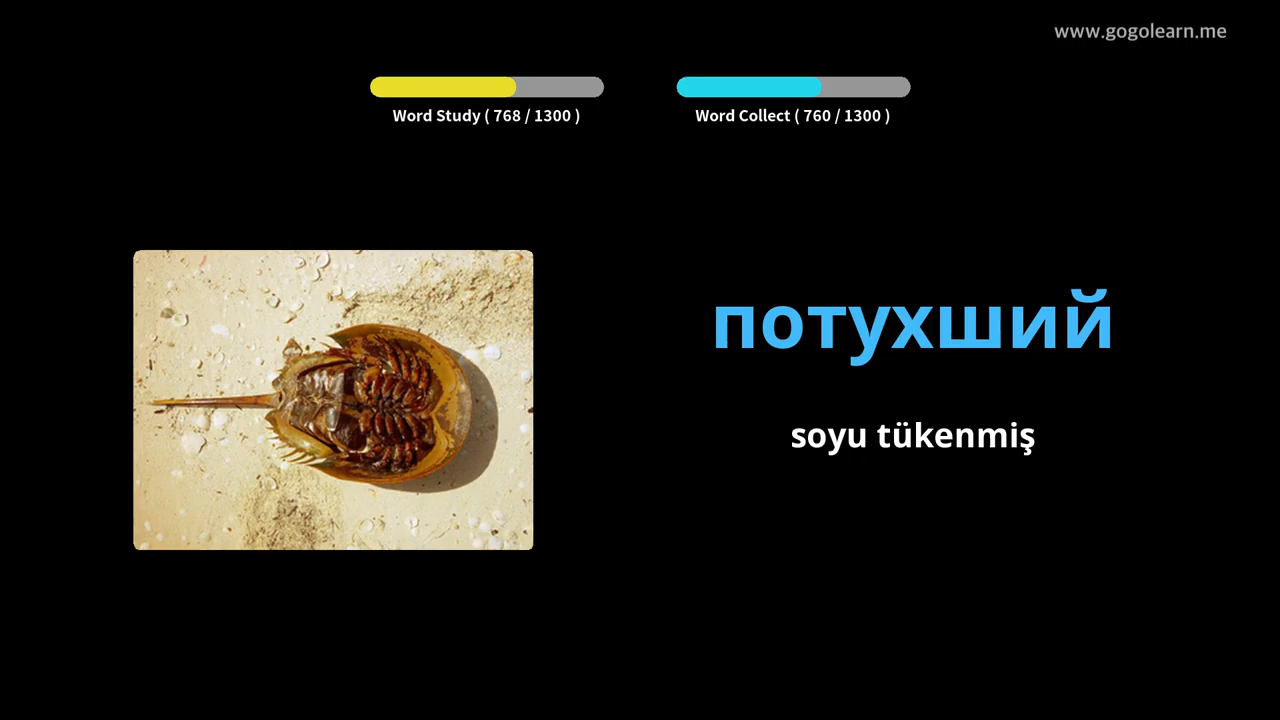 www.gogolearn.me
Word Study ( 768 / 1300 )
Word Collect ( 760 / 1300 )
потухший
soyu tükenmiş